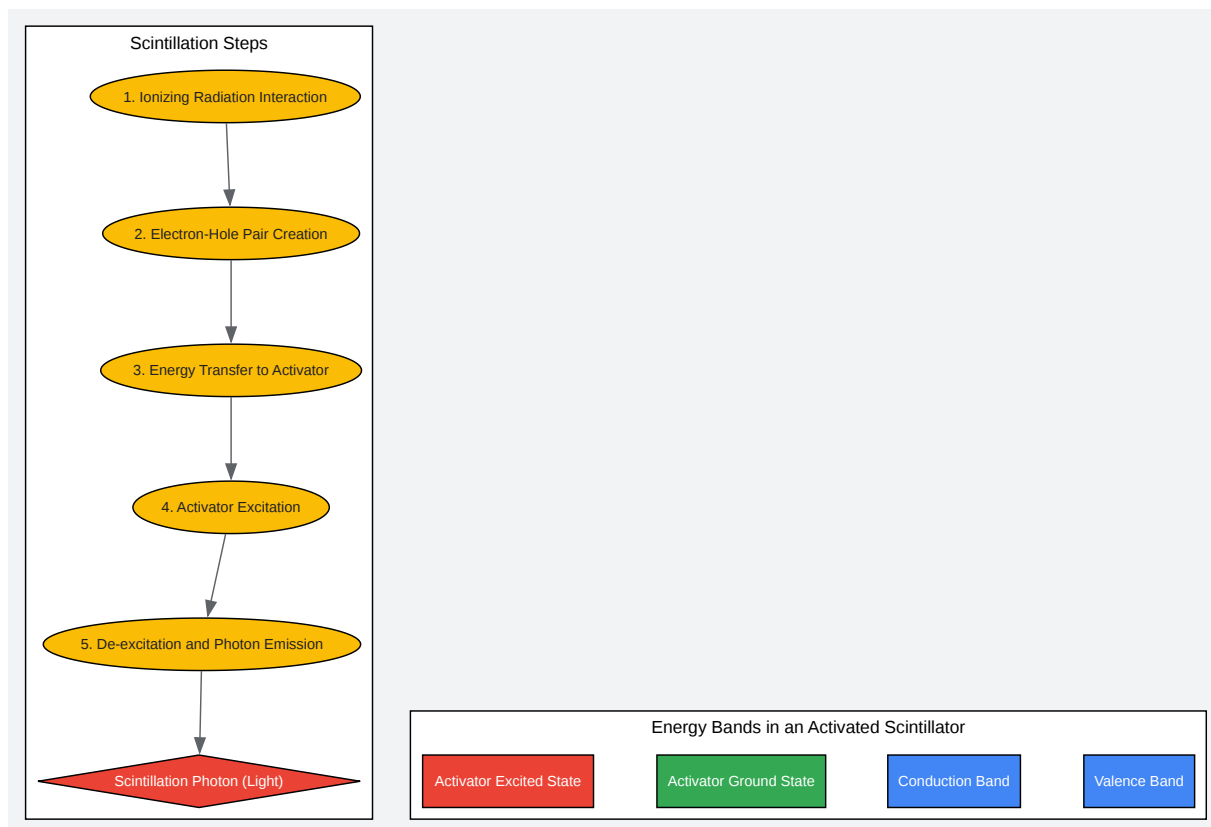 Scintillation Steps
1. Ionizing Radiation Interaction
2. Electron-Hole Pair Creation
3. Energy Transfer to Activator
4. Activator Excitation
5. De-excitation and Photon Emission
Scintillation Photon (Light)
Energy Bands in an Activated Scintillator
Activator Excited State
Activator Ground State
Conduction Band
Valence Band